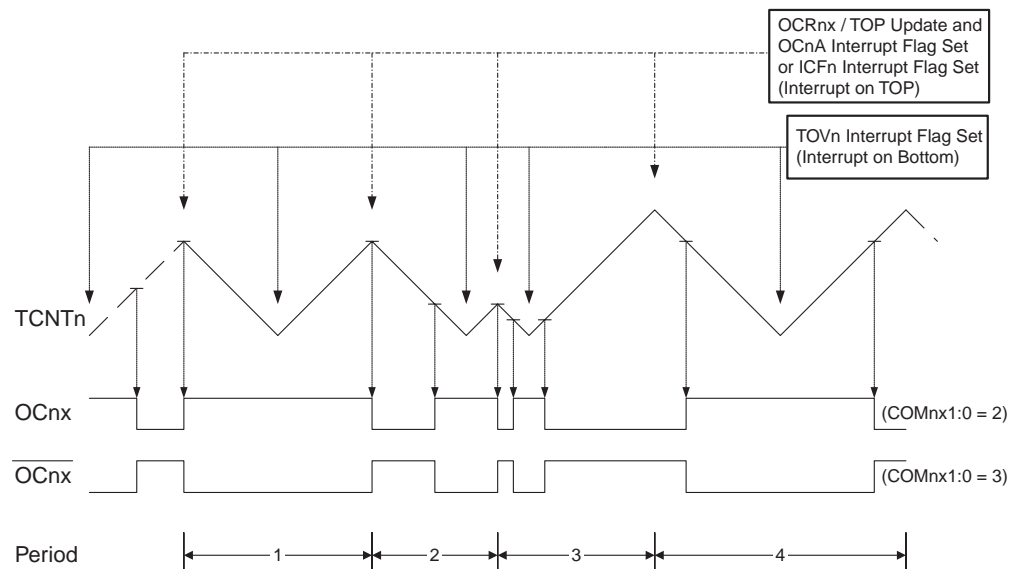 OCRnx / TOP Update and
OCnA Interrupt Flag Set
or ICFn Interrupt Flag Set
(Interrupt on TOP)
TOVn Interrupt Flag Set
(Interrupt on Bottom)
TCNTn
OCnx
(COMnx1:0 = 2)
OCnx
(COMnx1:0 = 3)
Period
1
2
3
4